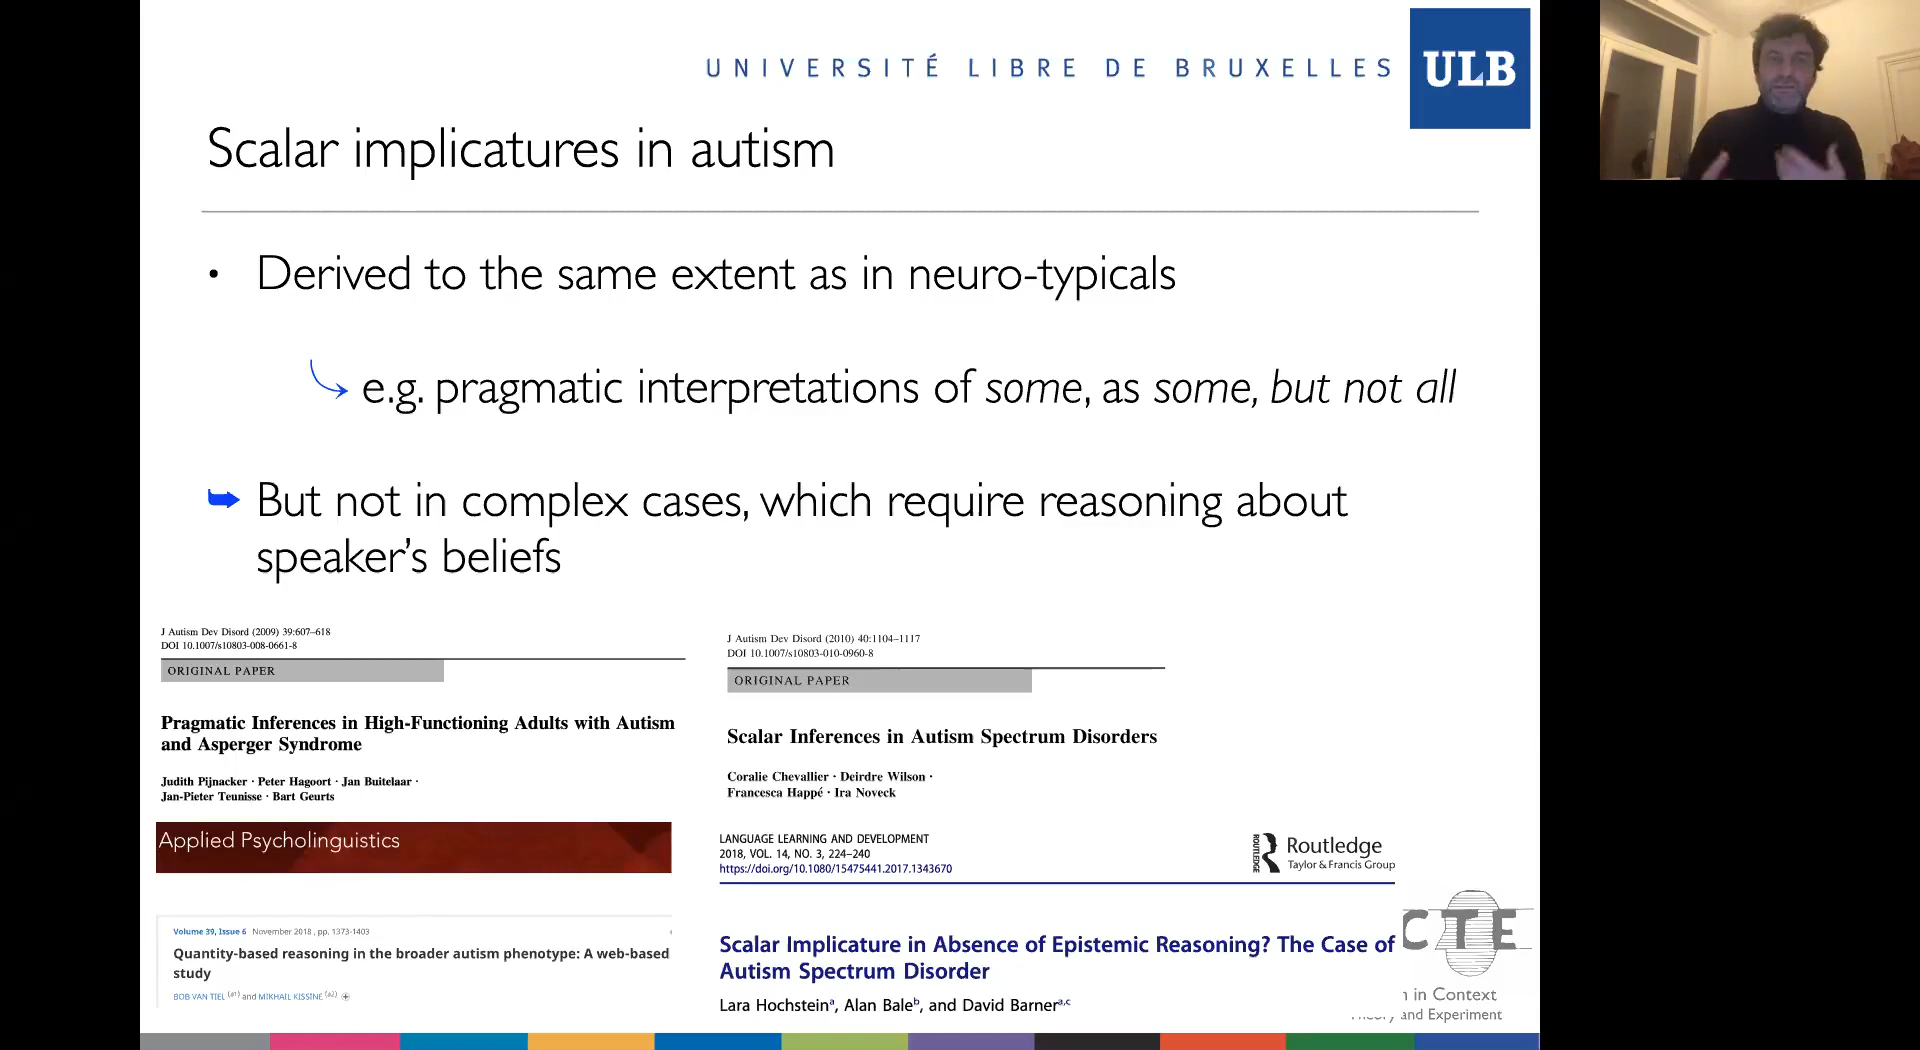 UNIVERSITÉ LIBRE DE BRUXELLES
ULB
Scalar implicatures in autism
• Derived to the same extent as in neuro-typicals
e.g. pragmatic interpretations of some, as some, but not all
But not in complex cases, which require reasoning about
speaker's beliefs
J Autism Dev Disord (2009) 39:607–618
DOI 10.1007/s10803-008-0661-8
ORIGINAL PAPER
Pragmatic Inferences in High-Functioning Adults with Autism
and Asperger Syndrome
Judith Pijnacker · Peter Hagoort · Jan Buitelaar ·
Jan-Pieter Teunisse · Bart Geurts
J Autism Dev Disord (2010) 40:1104–1117
DOI 10.1007/s10803-010-0960-8
ORIGINAL PAPER
Scalar Inferences in Autism Spectrum Disorders
Coralie Chevallier · Deirdre Wilson ·
Francesca Happé · Ira Noveck
Applied Psycholinguistics
Volume 39, Issue 6 November 2018, pp. 1373-1403
Quantity-based reasoning in the broader autism phenotype: A web-based
study
BOB VAN TIEL (a1) and MIKHAIL KISSINE (a2)
LANGUAGE LEARNING AND DEVELOPMENT
2018, VOL. 14, NO. 3, 224–240
https://doi.org/10.1080/15475441.2017.1343670
ROUTLEDGE
Routledge
Taylor & Francis Group
Scalar Implicature in Absence of Epistemic Reasoning? The Case of
Autism Spectrum Disorder
Lara Hochstein a, Alan Bale b, and David Barner a,c
CTE
in Context
and Experiment